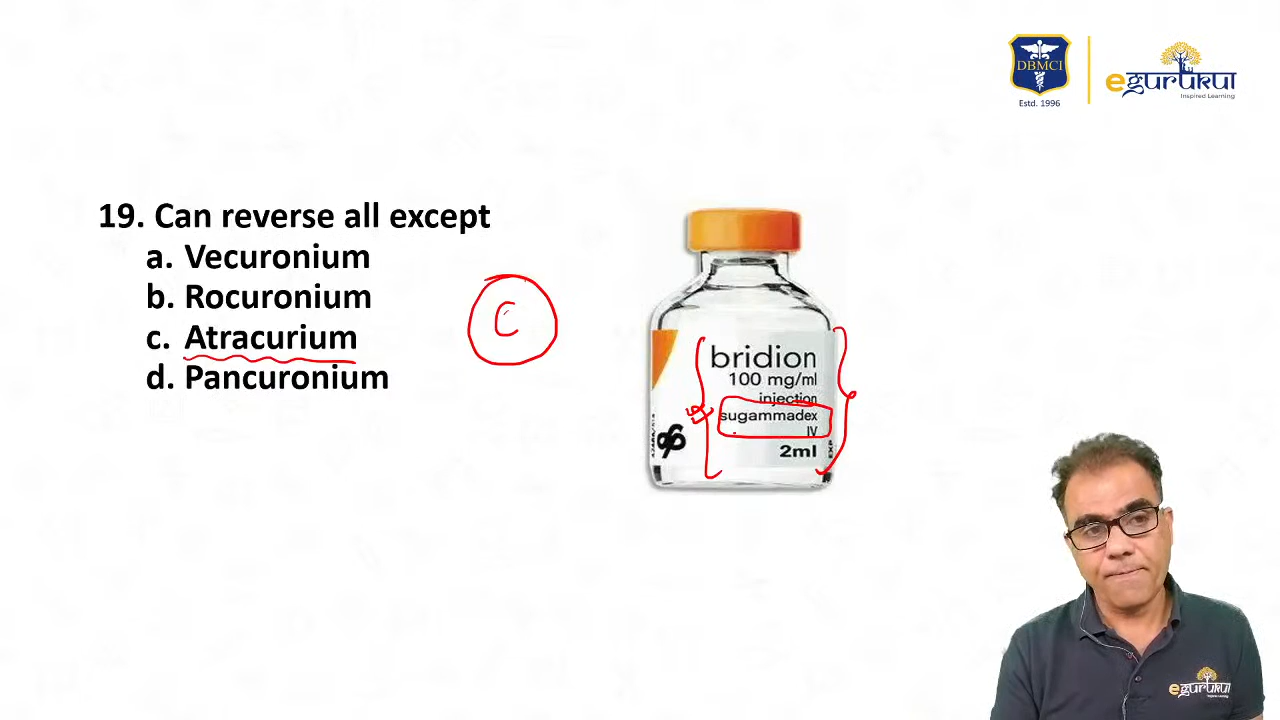 DBMCI
Estd. 1996
egurukul
Inspired Learning
19. Can reverse all except
a. Vecuronium
b. Rocuronium
c. Atracurium
d. Pancuronium
C
bridion
100 mg/ml
injection
sugammadex
IV
2ml
EXP
egurukul